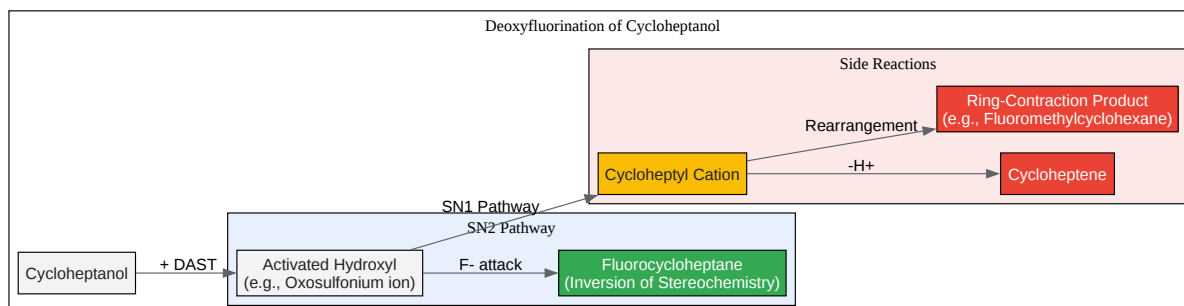 Deoxyfluorination of Cycloheptanol
Side Reactions
Ring-Contraction Product
(e.g., Fluoromethylcyclohexane)
Rearrangement
Cycloheptyl Cation
-H+
Cycloheptene
SN1 Pathway
SN2 Pathway
Cycloheptanol
+ DAST
Activated Hydroxyl
(e.g., Oxosulfonium ion)
F- attack
Fluorocycloheptane
(Inversion of Stereochemistry)